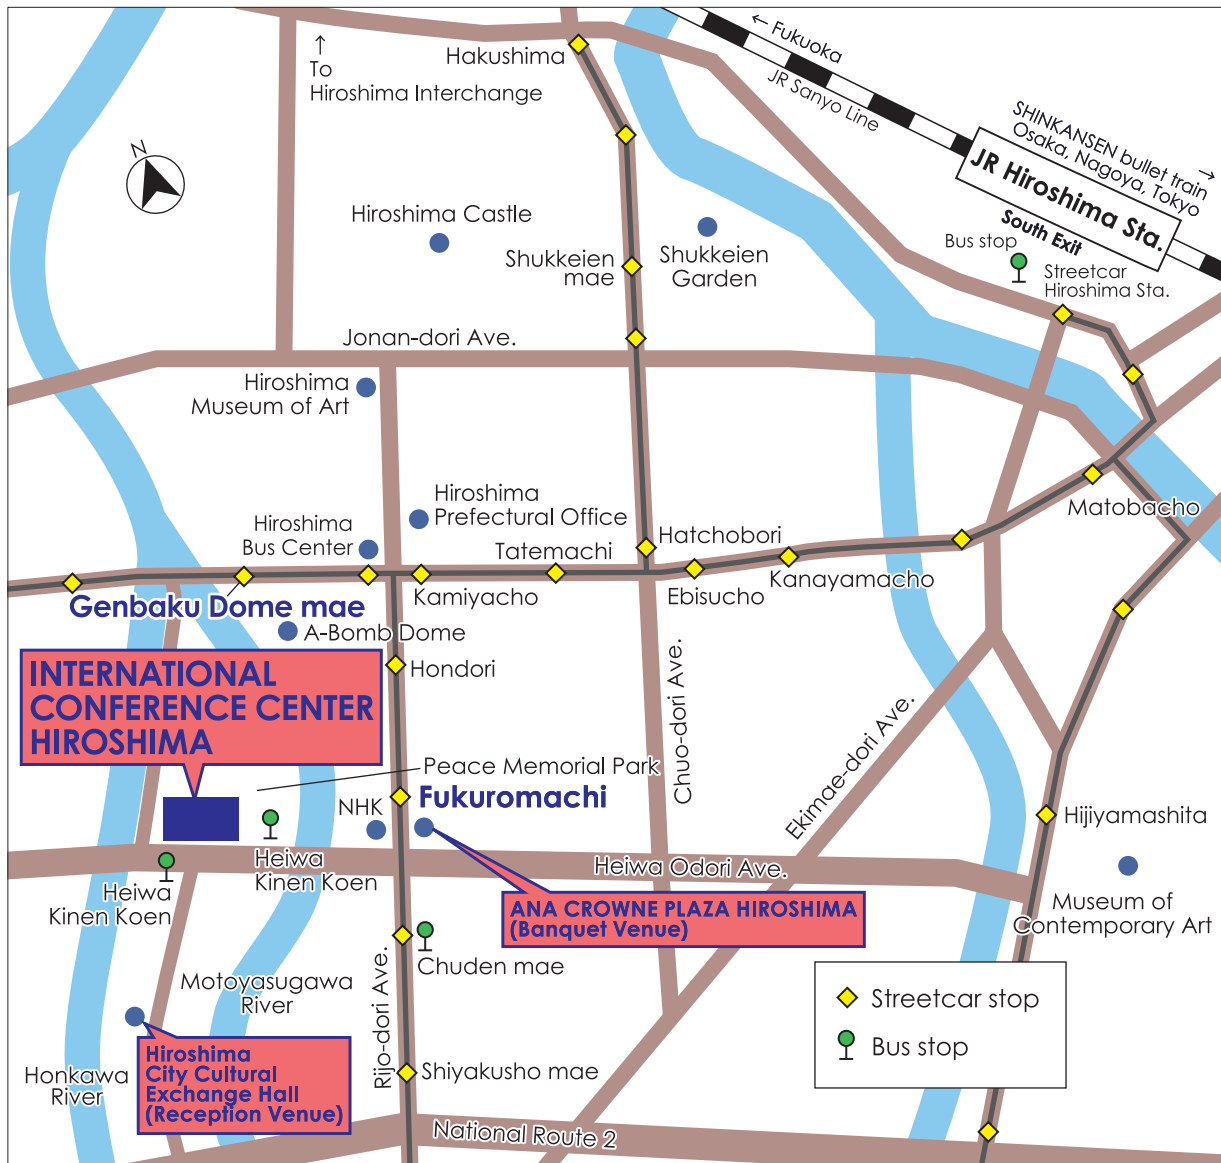 ← Fukuoka
JR Sanyo Line
Hakushima
↑
To
Hiroshima Interchange
SHINKANSEN bullet train →
Osaka, Nagoya, Tokyo
JR Hiroshima Sta.
South Exit
N
Hiroshima Castle
Shukkeien
mae
Shukkeien
Garden
Bus stop
Streetcar
Hiroshima Sta.
Jonan-dori Ave.
Hiroshima
Museum of Art
Hiroshima
Prefectural Office
Hiroshima
Bus Center
Tatemachi
Hatchobori
Matobacho
Genbaku Dome mae
Kamiyacho
Ebisucho
Kanayamacho
A-Bomb Dome
Hondori
INTERNATIONAL
CONFERENCE CENTER
HIROSHIMA
Chuo-dori Ave.
Ekimae-dori Ave.
Peace Memorial Park
Fukuromachi
NHK
Hijiyamashita
Heiwa
Kinen Koen
Heiwa
Kinen Koen
Heiwa Odori Ave.
ANA CROWNE PLAZA HIROSHIMA
(Banquet Venue)
Museum of
Contemporary Art
Chuden mae
Motoyasugawa
River
Rijo-dori Ave.
Streetcar stop
Bus stop
Hiroshima
City Cultural
Exchange Hall
(Reception Venue)
Honkawa
River
Shiyakusho mae
National Route 2